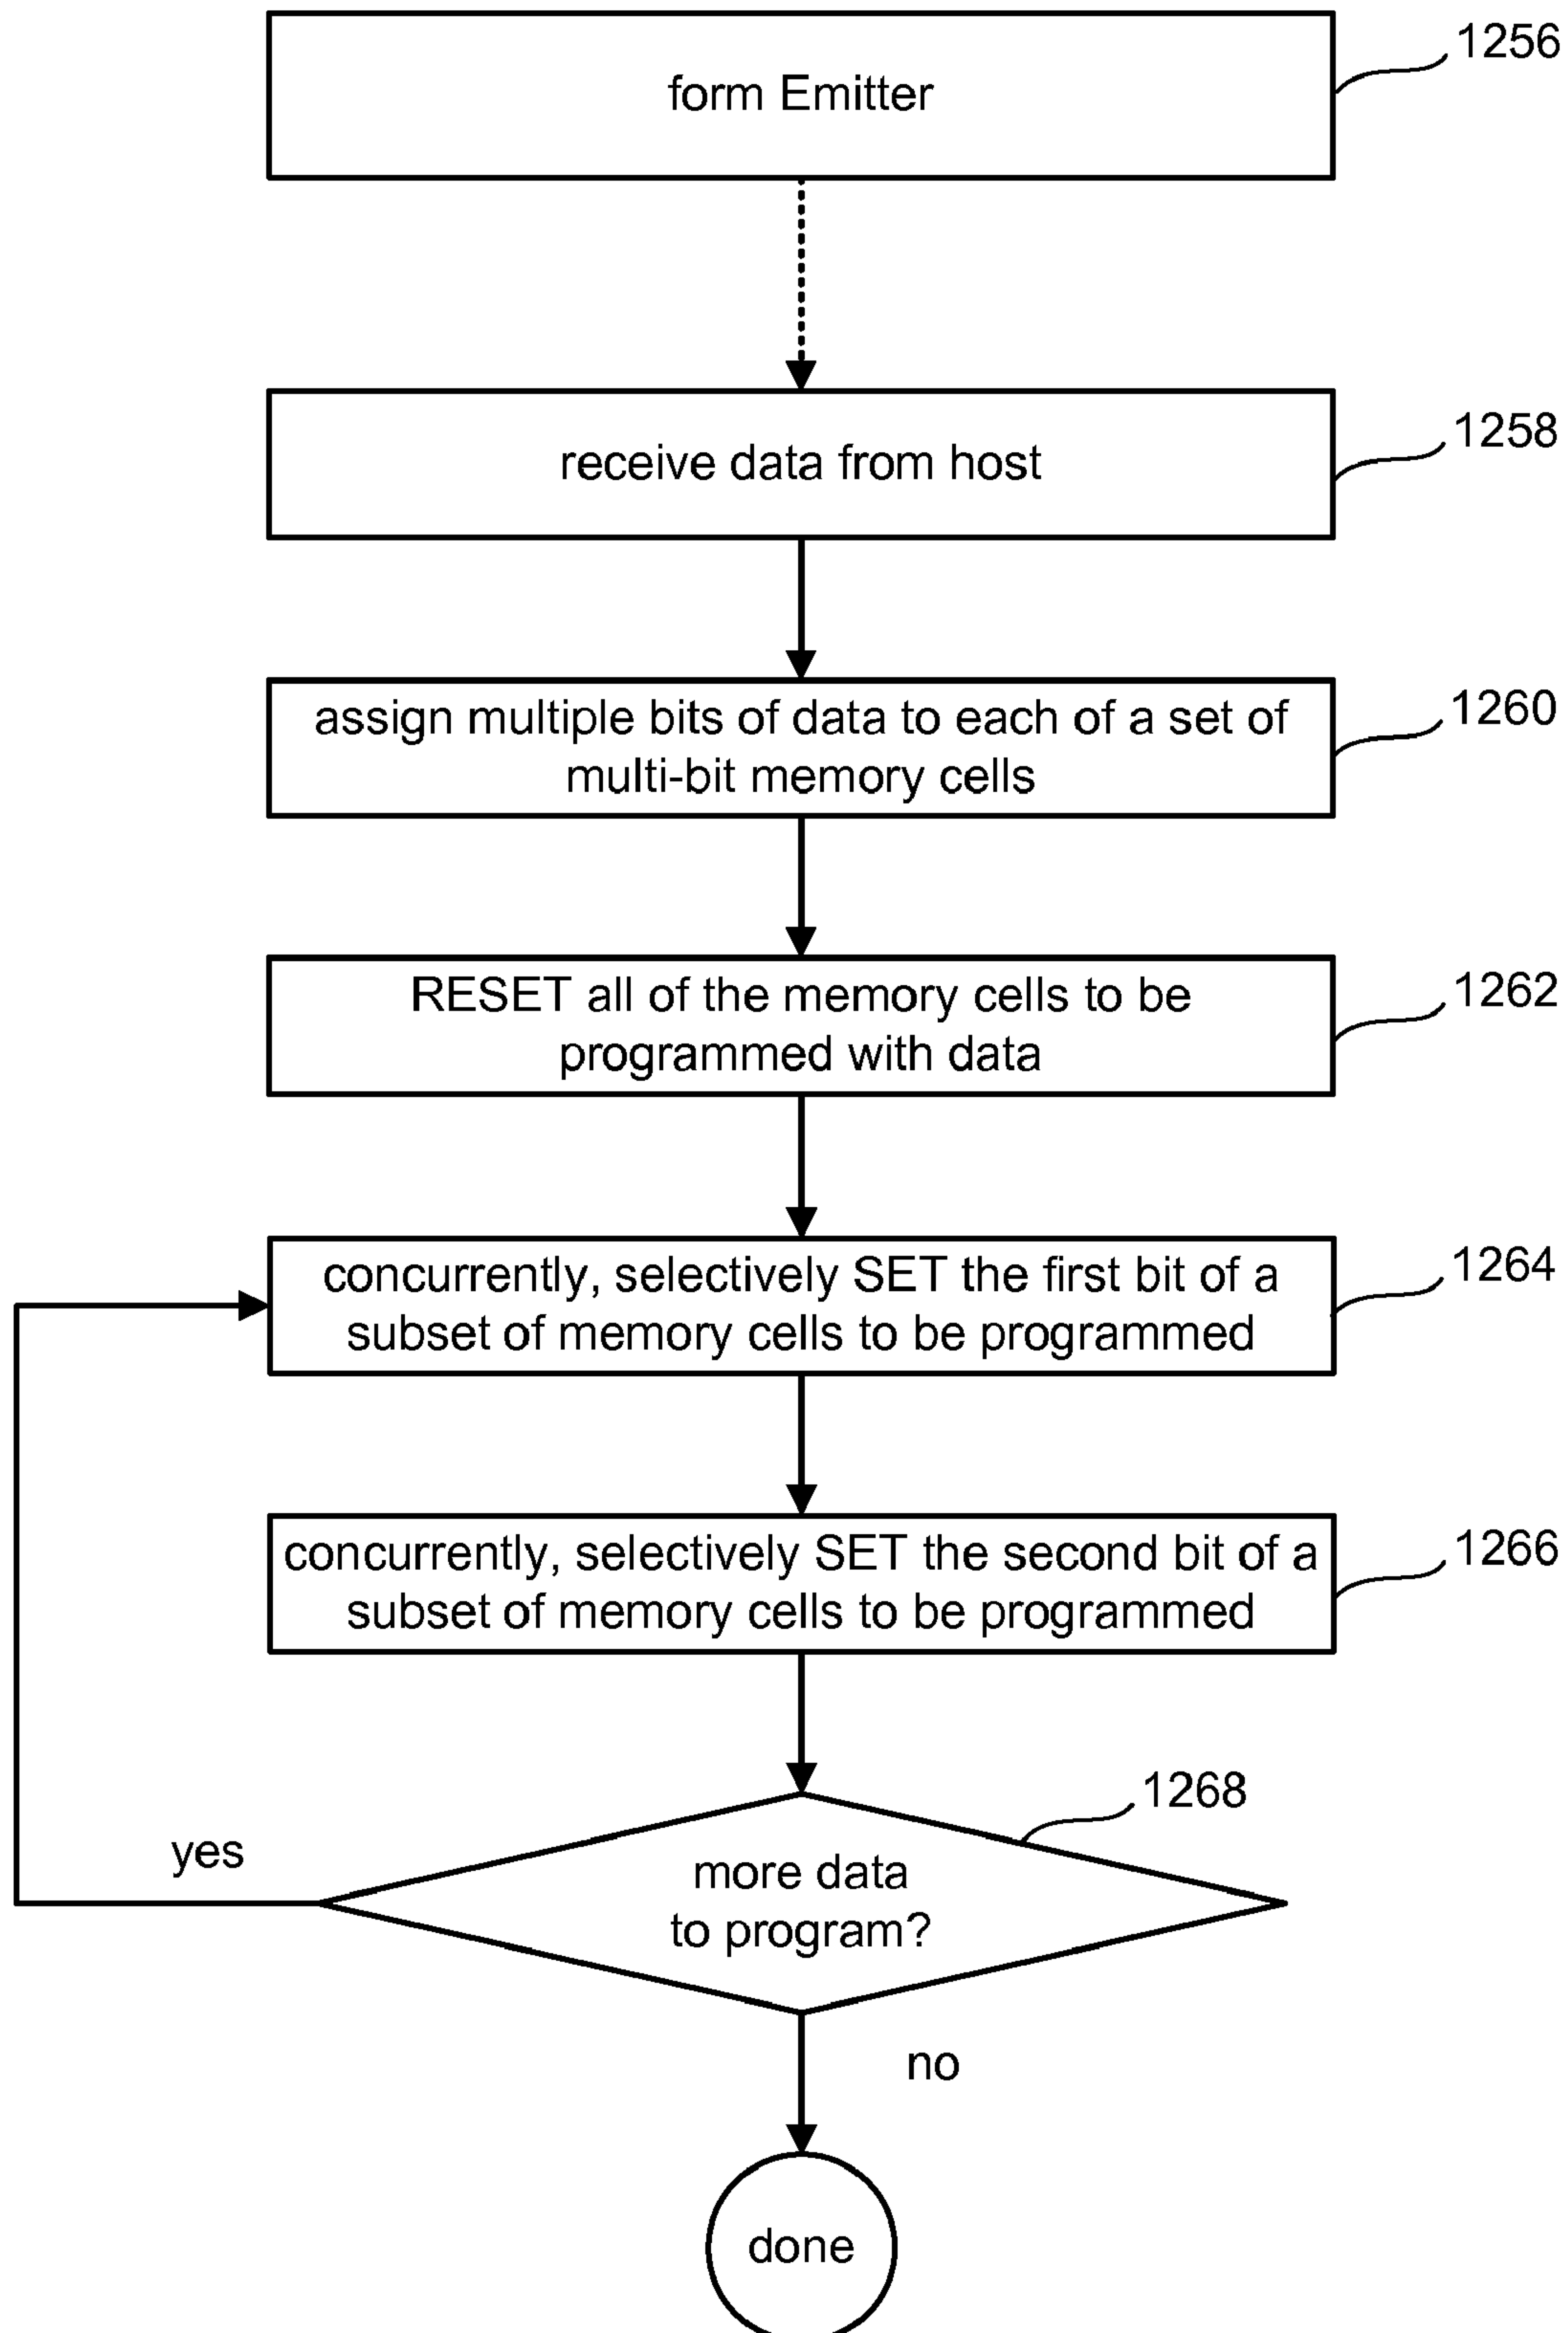 1256
form Emitter
1258
receive data from host
1260
assign multiple bits of data to each of a set of
multi-bit memory cells
1262
RESET all of the memory cells to be
programmed with data
1264
concurrently, selectively SET the first bit of a
subset of memory cells to be programmed
1266
concurrently, selectively SET the second bit of a
subset of memory cells to be programmed
1268
yes
more data
to program?
no
done